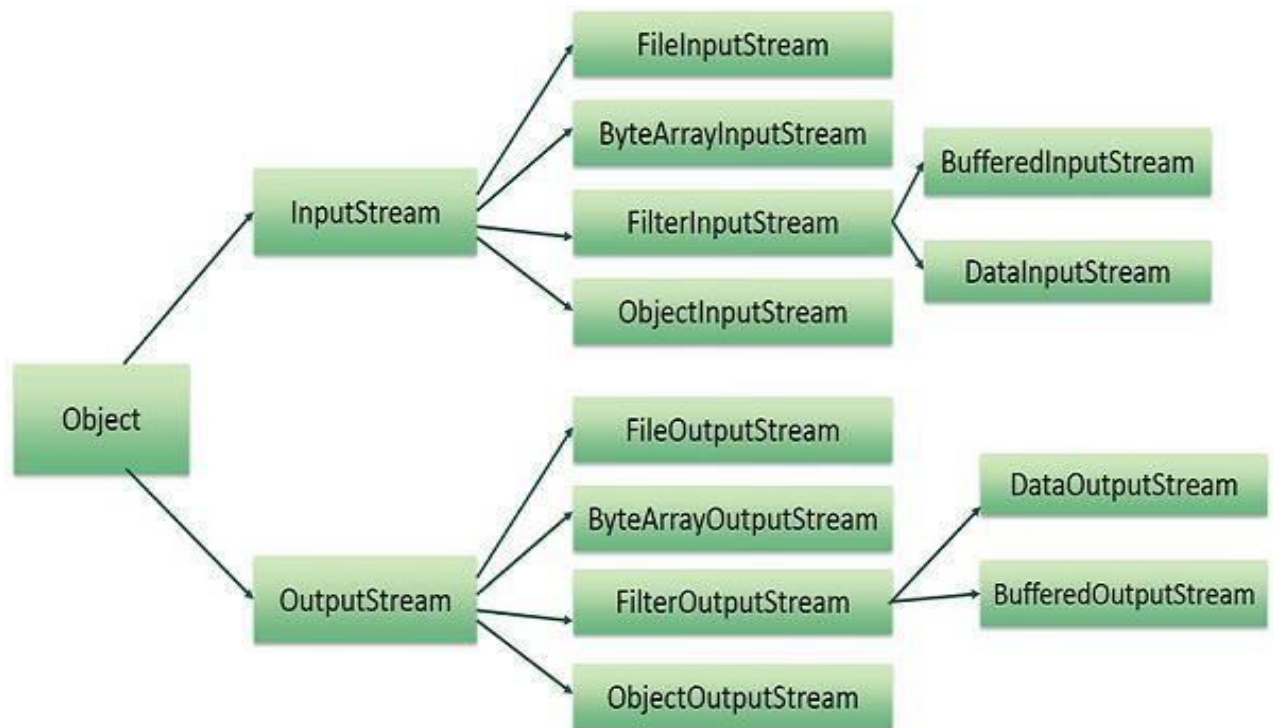 FileInputStream
ByteArrayInputStream
BufferedInputStream
InputStream
FilterInputStream
DataInputStream
ObjectInputStream
Object
FileOutputStream
DataOutputStream
ByteArrayOutputStream
OutputStream
FilterOutputStream
BufferedOutputStream
ObjectOutputStream